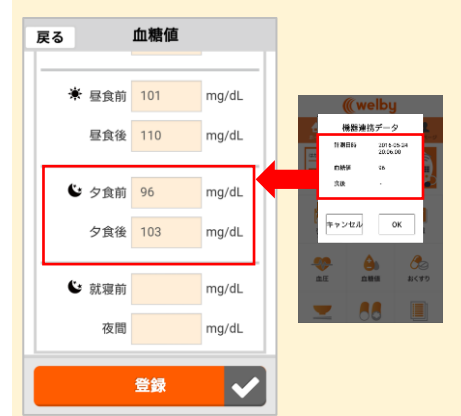 戻る 血糖値
昼食前 101 mg/dL
昼食後 110 mg/dL
夕食前 96 mg/dL
夕食後 103 mg/dL
就寝前 mg/dL
夜間 mg/dL
登録
welby
機器連携データ
計測日時 2016-05-24
20:06:00
血糖値 96
食後 -
キャンセル OK
血圧 血糖値 おくすり